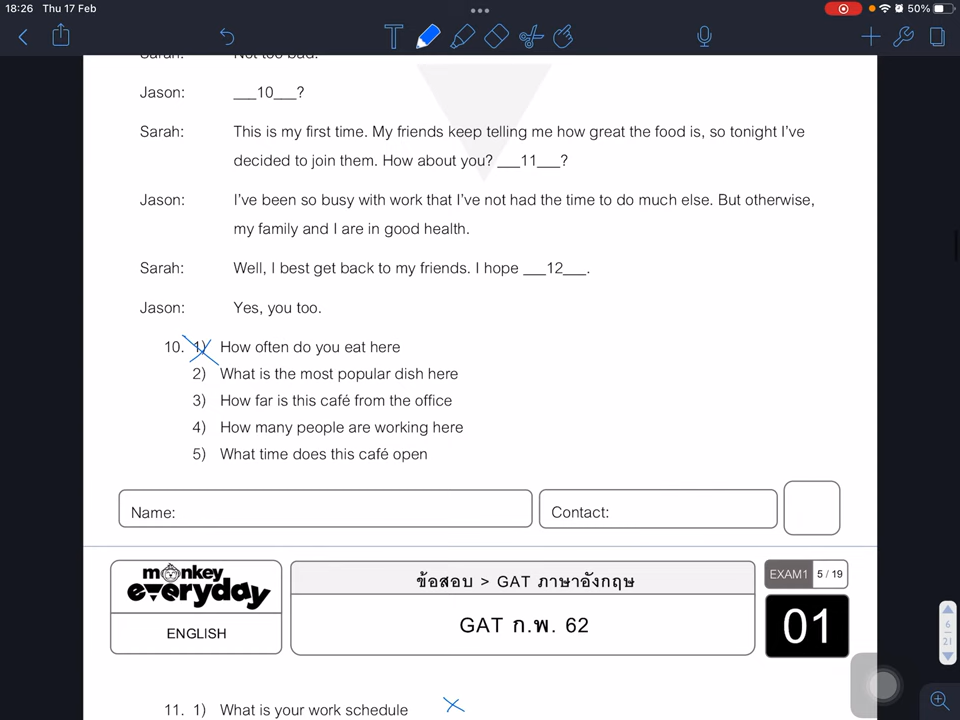 18:26 Thu 17 Feb
50%
Sarah: Not too bad.
Jason: ___10___?
Sarah: This is my first time. My friends keep telling me how great the food is, so tonight I've
decided to join them. How about you? ___11___?
Jason: I've been so busy with work that I've not had the time to do much else. But otherwise,
my family and I are in good health.
Sarah: Well, I best get back to my friends. I hope ___12___.
Jason: Yes, you too.
10. 1) How often do you eat here
2) What is the most popular dish here
3) How far is this café from the office
4) How many people are working here
5) What time does this café open
Name:
Contact:
monkey
everyday
ENGLISH
ข้อสอบ > GAT ภาษาอังกฤษ
GAT ก.พ. 62
EXAM1 5 / 19
01
6
21
11. 1) What is your work schedule